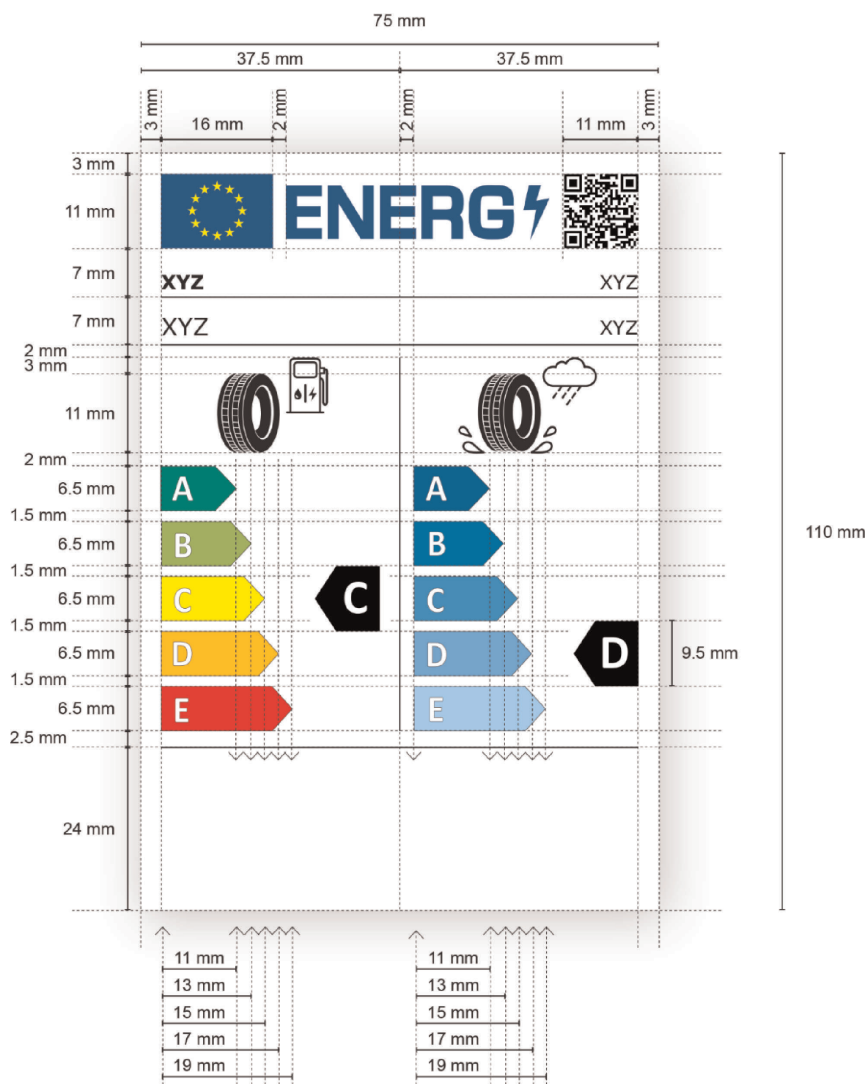 75 mm
37.5 mm 37.5 mm
3 mm 16 mm 2 mm 2 mm 11 mm 3 mm
3 mm
11 mm ENERG
7 mm XYZ XYZ
7 mm XYZ XYZ
2 mm
3 mm
11 mm
2 mm
6.5 mm A A
1.5 mm
6.5 mm B B 110 mm
1.5 mm
6.5 mm C C C
1.5 mm
6.5 mm D D D 9.5 mm
1.5 mm
6.5 mm E E
2.5 mm
24 mm
11 mm 11 mm
13 mm 13 mm
15 mm 15 mm
17 mm 17 mm
19 mm 19 mm